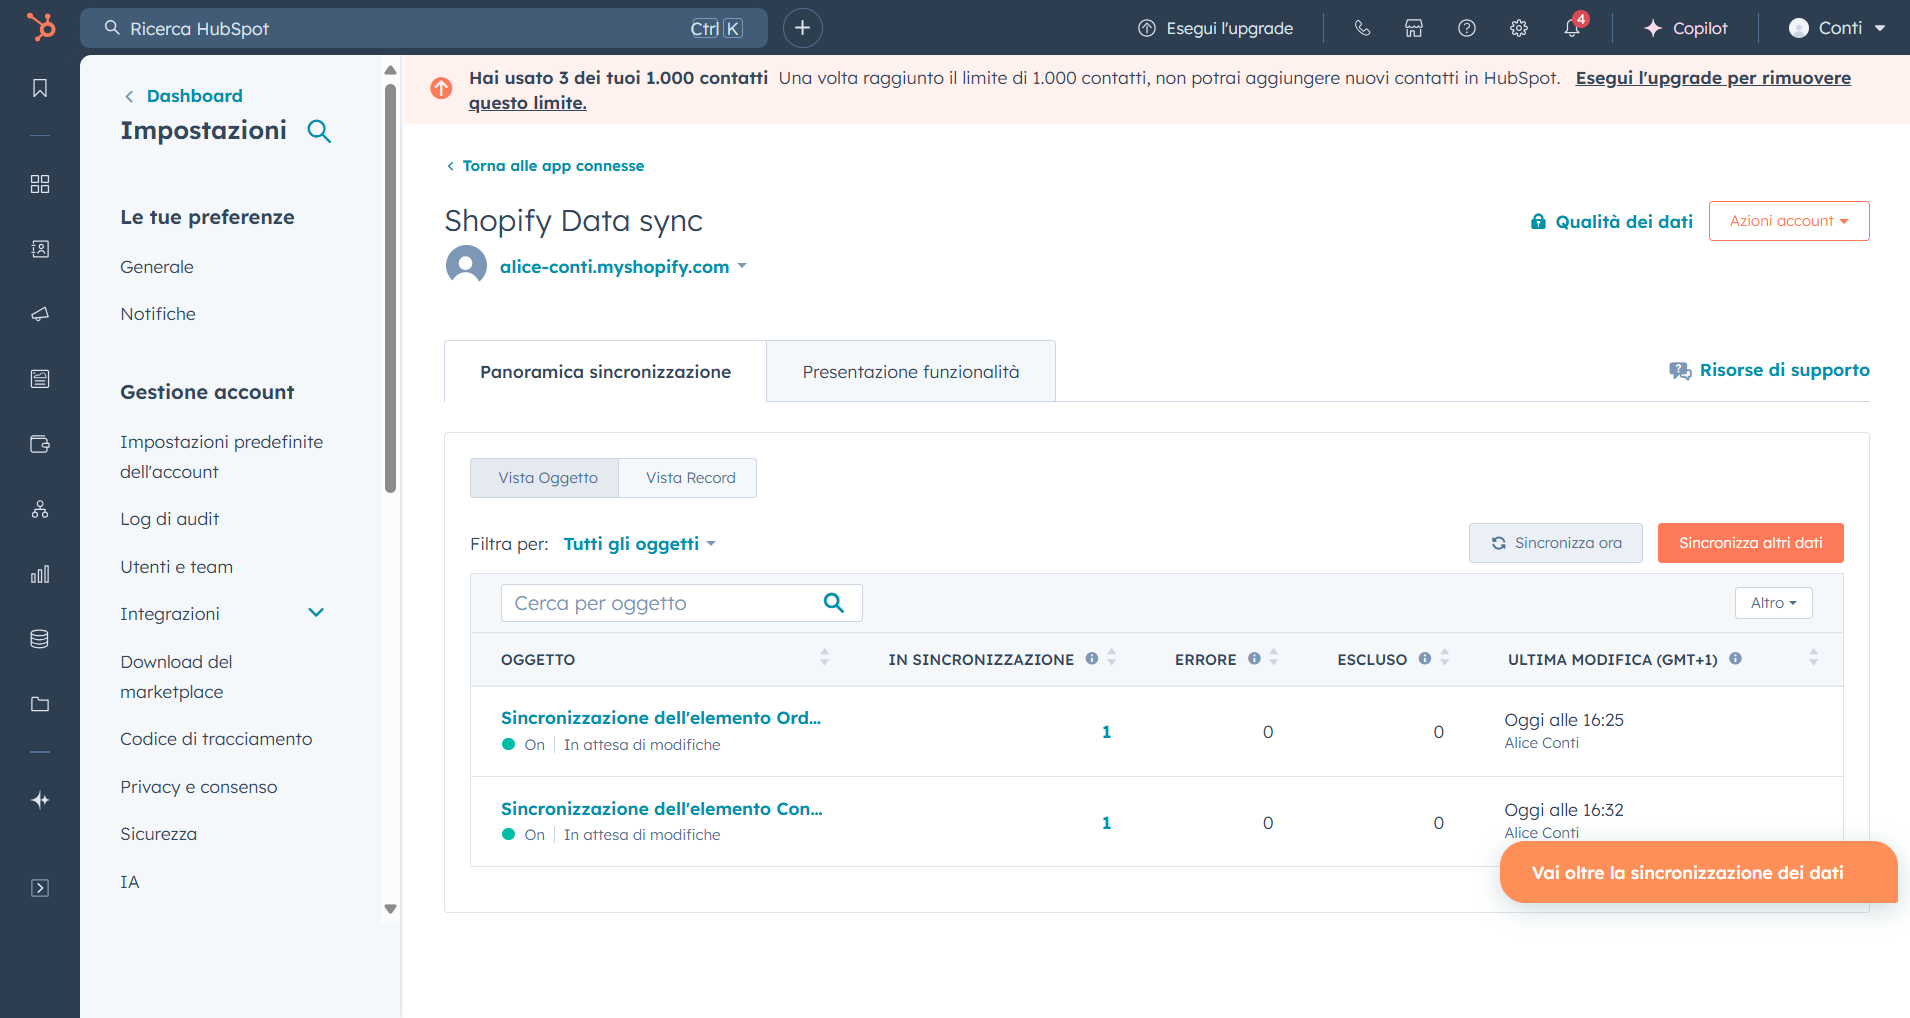 Ricerca HubSpot
Ctrl K
Esegui l'upgrade
4
Copilot
Conti
Hai usato 3 dei tuoi 1.000 contatti Una volta raggiunto il limite di 1.000 contatti, non potrai aggiungere nuovi contatti in HubSpot. Esegui l'upgrade per rimuovere
questo limite.
Dashboard
Impostazioni
Le tue preferenze
Generale
Notifiche
Gestione account
Impostazioni predefinite
dell'account
Log di audit
Utenti e team
Integrazioni
Download del
marketplace
Codice di tracciamento
Privacy e consenso
Sicurezza
IA
Torna alle app connesse
Shopify Data sync
alice-conti.myshopify.com
Qualità dei dati
Azioni account
Panoramica sincronizzazione
Presentazione funzionalità
Risorse di supporto
Vista Oggetto
Vista Record
Filtra per: Tutti gli oggetti
Sincronizza ora
Sincronizza altri dati
Cerca per oggetto
Altro
OGGETTO
IN SINCRONIZZAZIONE
ERRORE
ESCLUSO
ULTIMA MODIFICA (GMT+1)
Sincronizzazione dell'elemento Ord...
On
In attesa di modifiche
1
0
0
Oggi alle 16:25
Alice Conti
Sincronizzazione dell'elemento Con...
On
In attesa di modifiche
1
0
0
Oggi alle 16:32
Alice Conti
Vai oltre la sincronizzazione dei dati